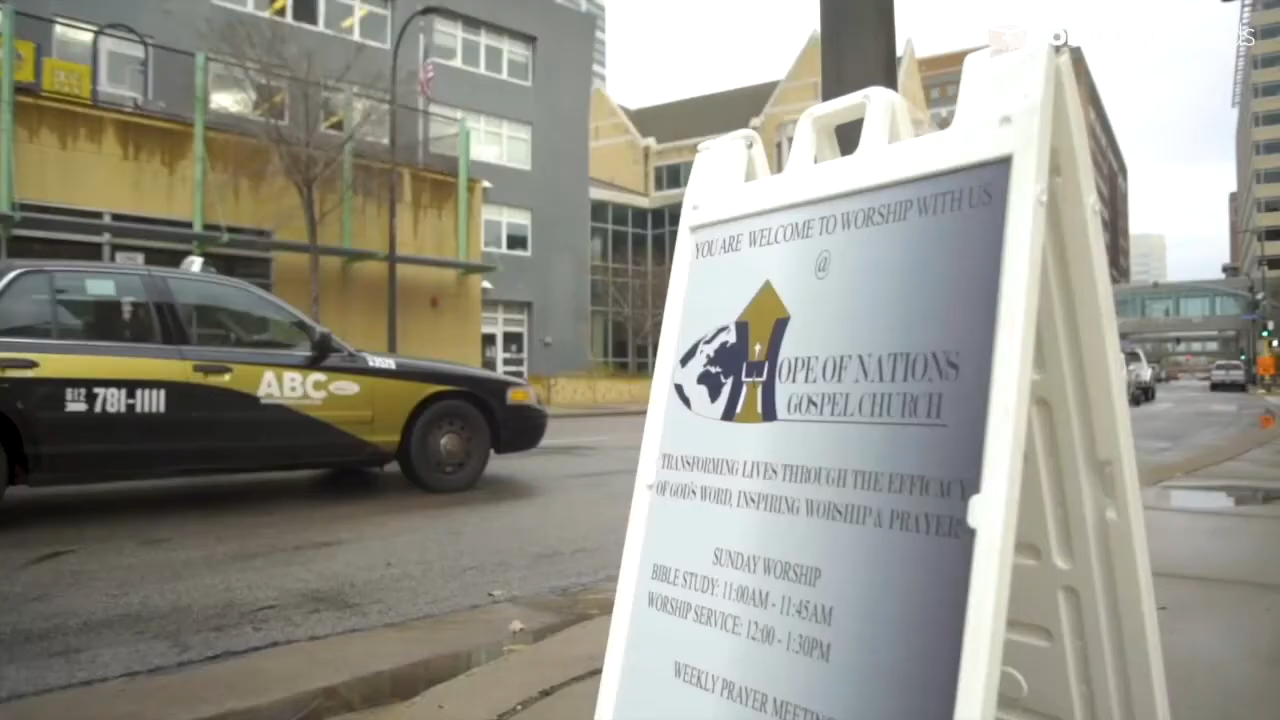 YOU ARE WELCOME TO WORSHIP WITH US
@
HOPE OF NATIONS
GOSPEL CHURCH
TRANSFORMING LIVES THROUGH THE EFFICACY
OF GOD'S WORD, INSPIRING WORSHIP & PRAYER
SUNDAY WORSHIP
BIBLE STUDY: 11:00AM - 11:45AM
WORSHIP SERVICE: 12:00 - 1:30PM
WEEKLY PRAYER MEETING
612 781-1111
ABC